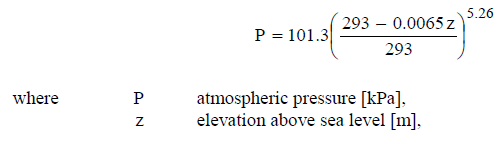 P = 101.3 ( (293 − 0.0065 z) / 293 )^5.26
where P atmospheric pressure [kPa],
z elevation above sea level [m],